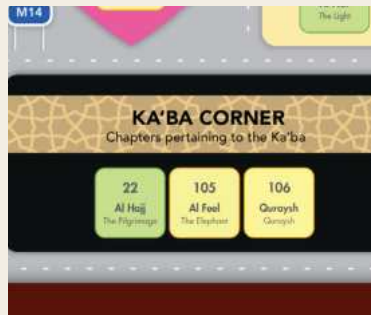 M14
The Light
KA'BA CORNER
Chapters pertaining to the Ka'ba
22
Al Hajj
The Pilgrimage
105
Al Feel
The Elephant
106
Quraysh
Quraysh